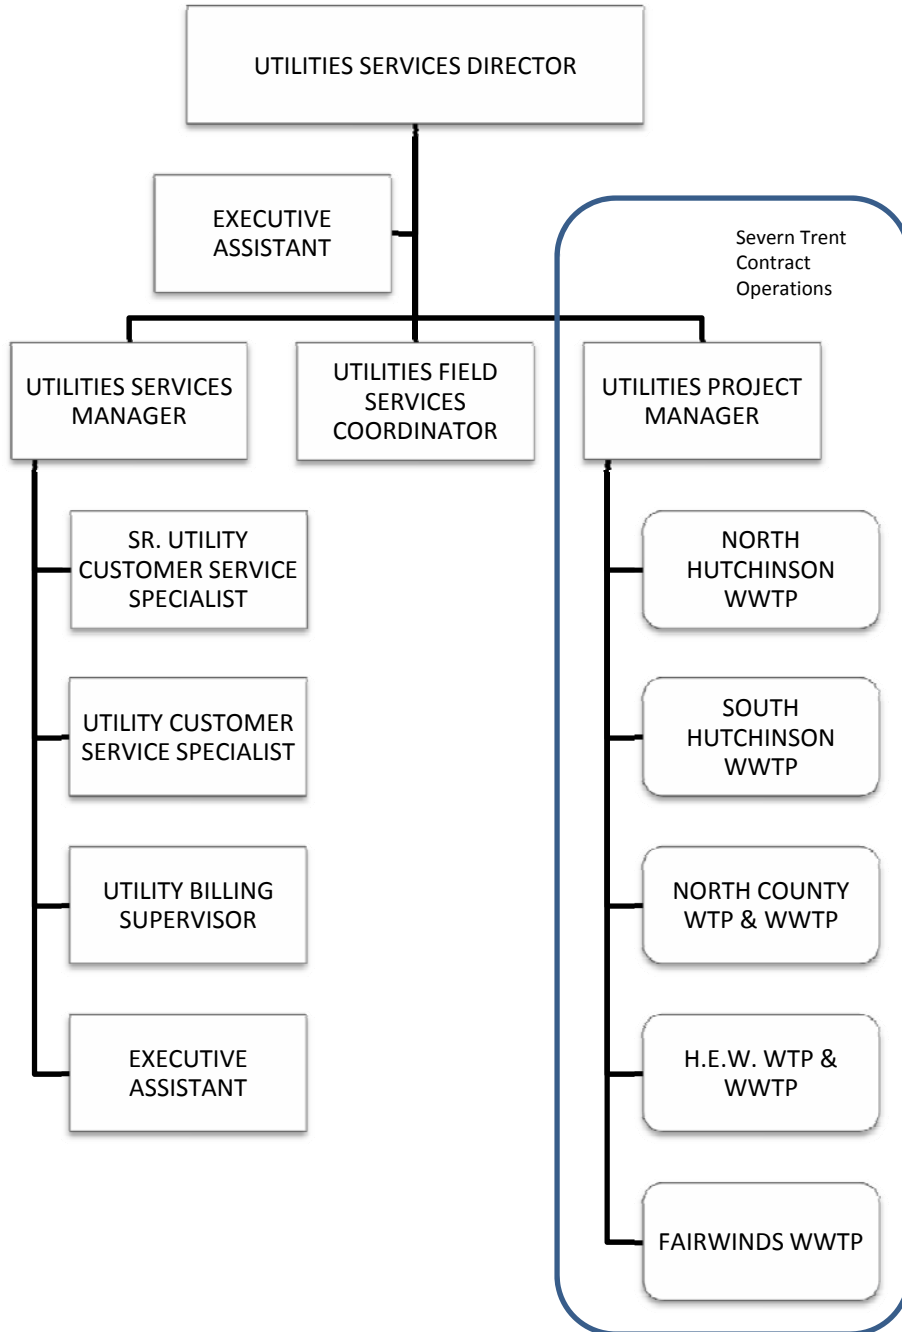 UTILITIES SERVICES DIRECTOR
EXECUTIVE
ASSISTANT
Severn Trent
Contract
Operations
UTILITIES SERVICES
MANAGER
UTILITIES FIELD
SERVICES
COORDINATOR
UTILITIES PROJECT
MANAGER
SR. UTILITY
CUSTOMER SERVICE
SPECIALIST
UTILITY CUSTOMER
SERVICE SPECIALIST
UTILITY BILLING
SUPERVISOR
EXECUTIVE
ASSISTANT
NORTH
HUTCHINSON
WWTP
SOUTH
HUTCHINSON
WWTP
NORTH COUNTY
WTP & WWTP
H.E.W. WTP &
WWTP
FAIRWINDS WWTP